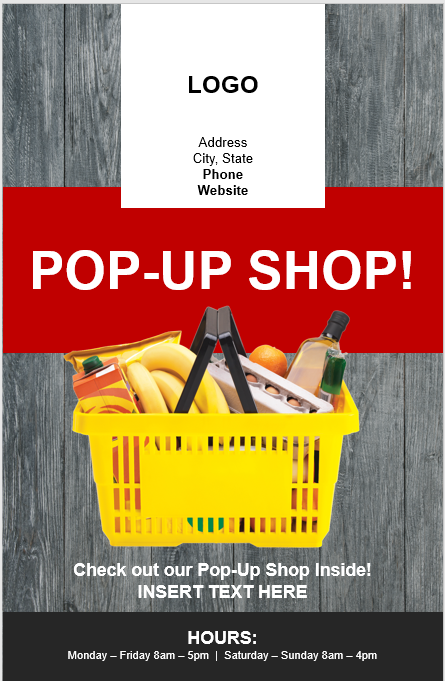 LOGO
Address
City, State
Phone
Website
POP-UP SHOP!
Check out our Pop-Up Shop Inside!
INSERT TEXT HERE
HOURS:
Monday – Friday 8am – 5pm | Saturday – Sunday 8am – 4pm